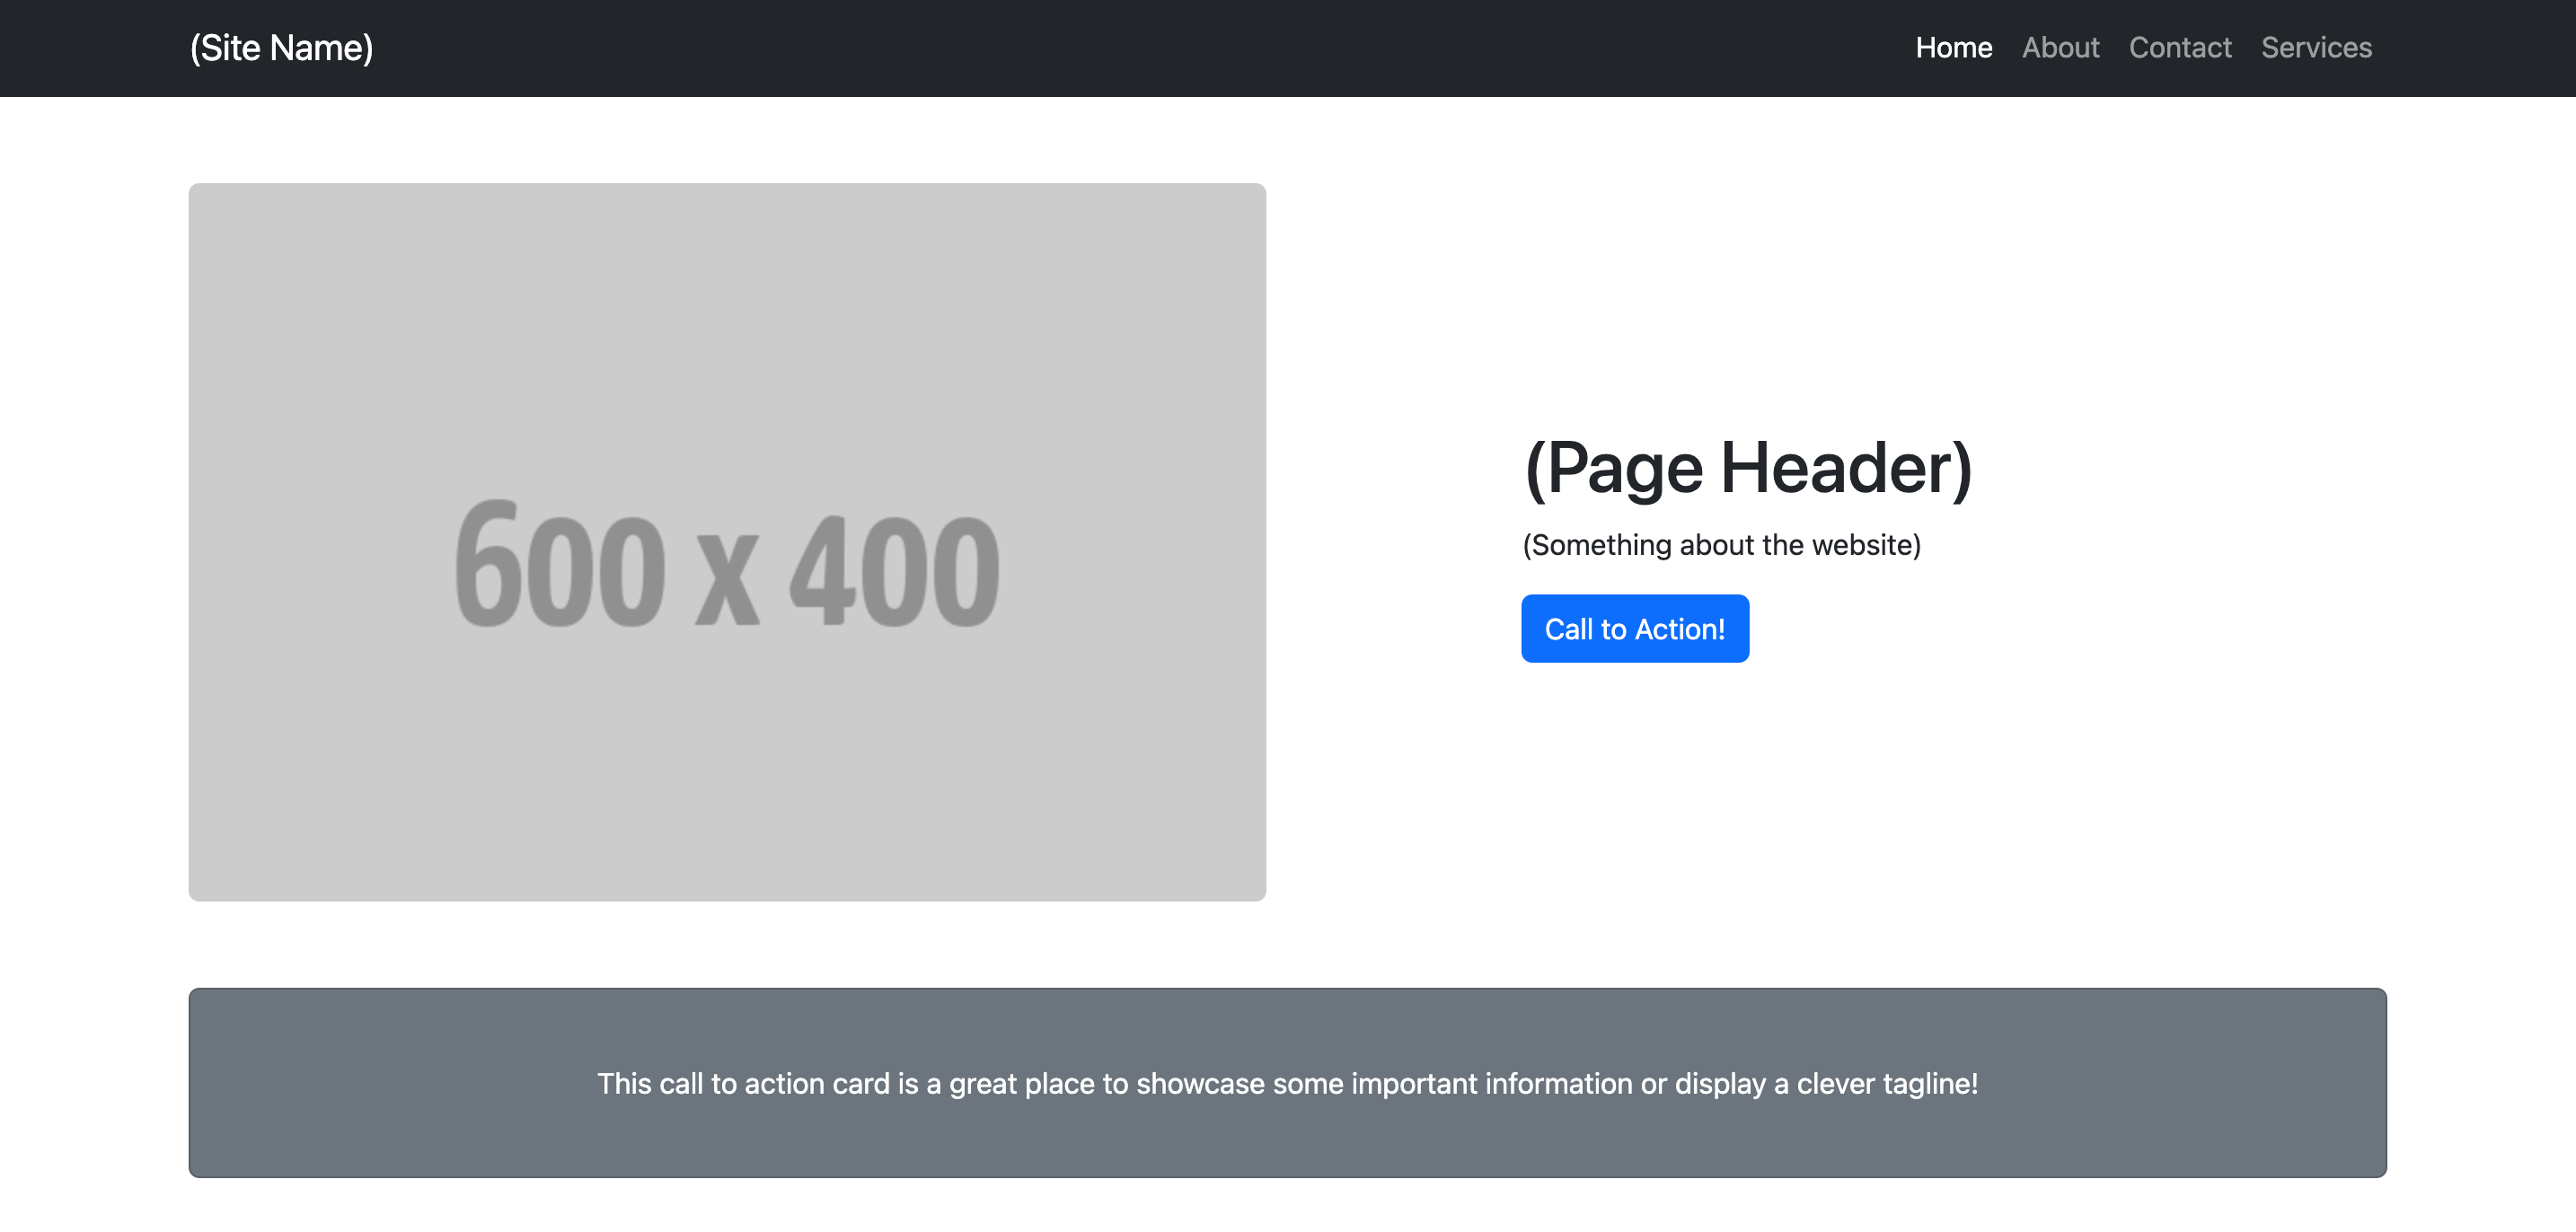 (Site Name)
Home About Contact Services
600 x 400
(Page Header)
(Something about the website)
Call to Action!
This call to action card is a great place to showcase some important information or display a clever tagline!